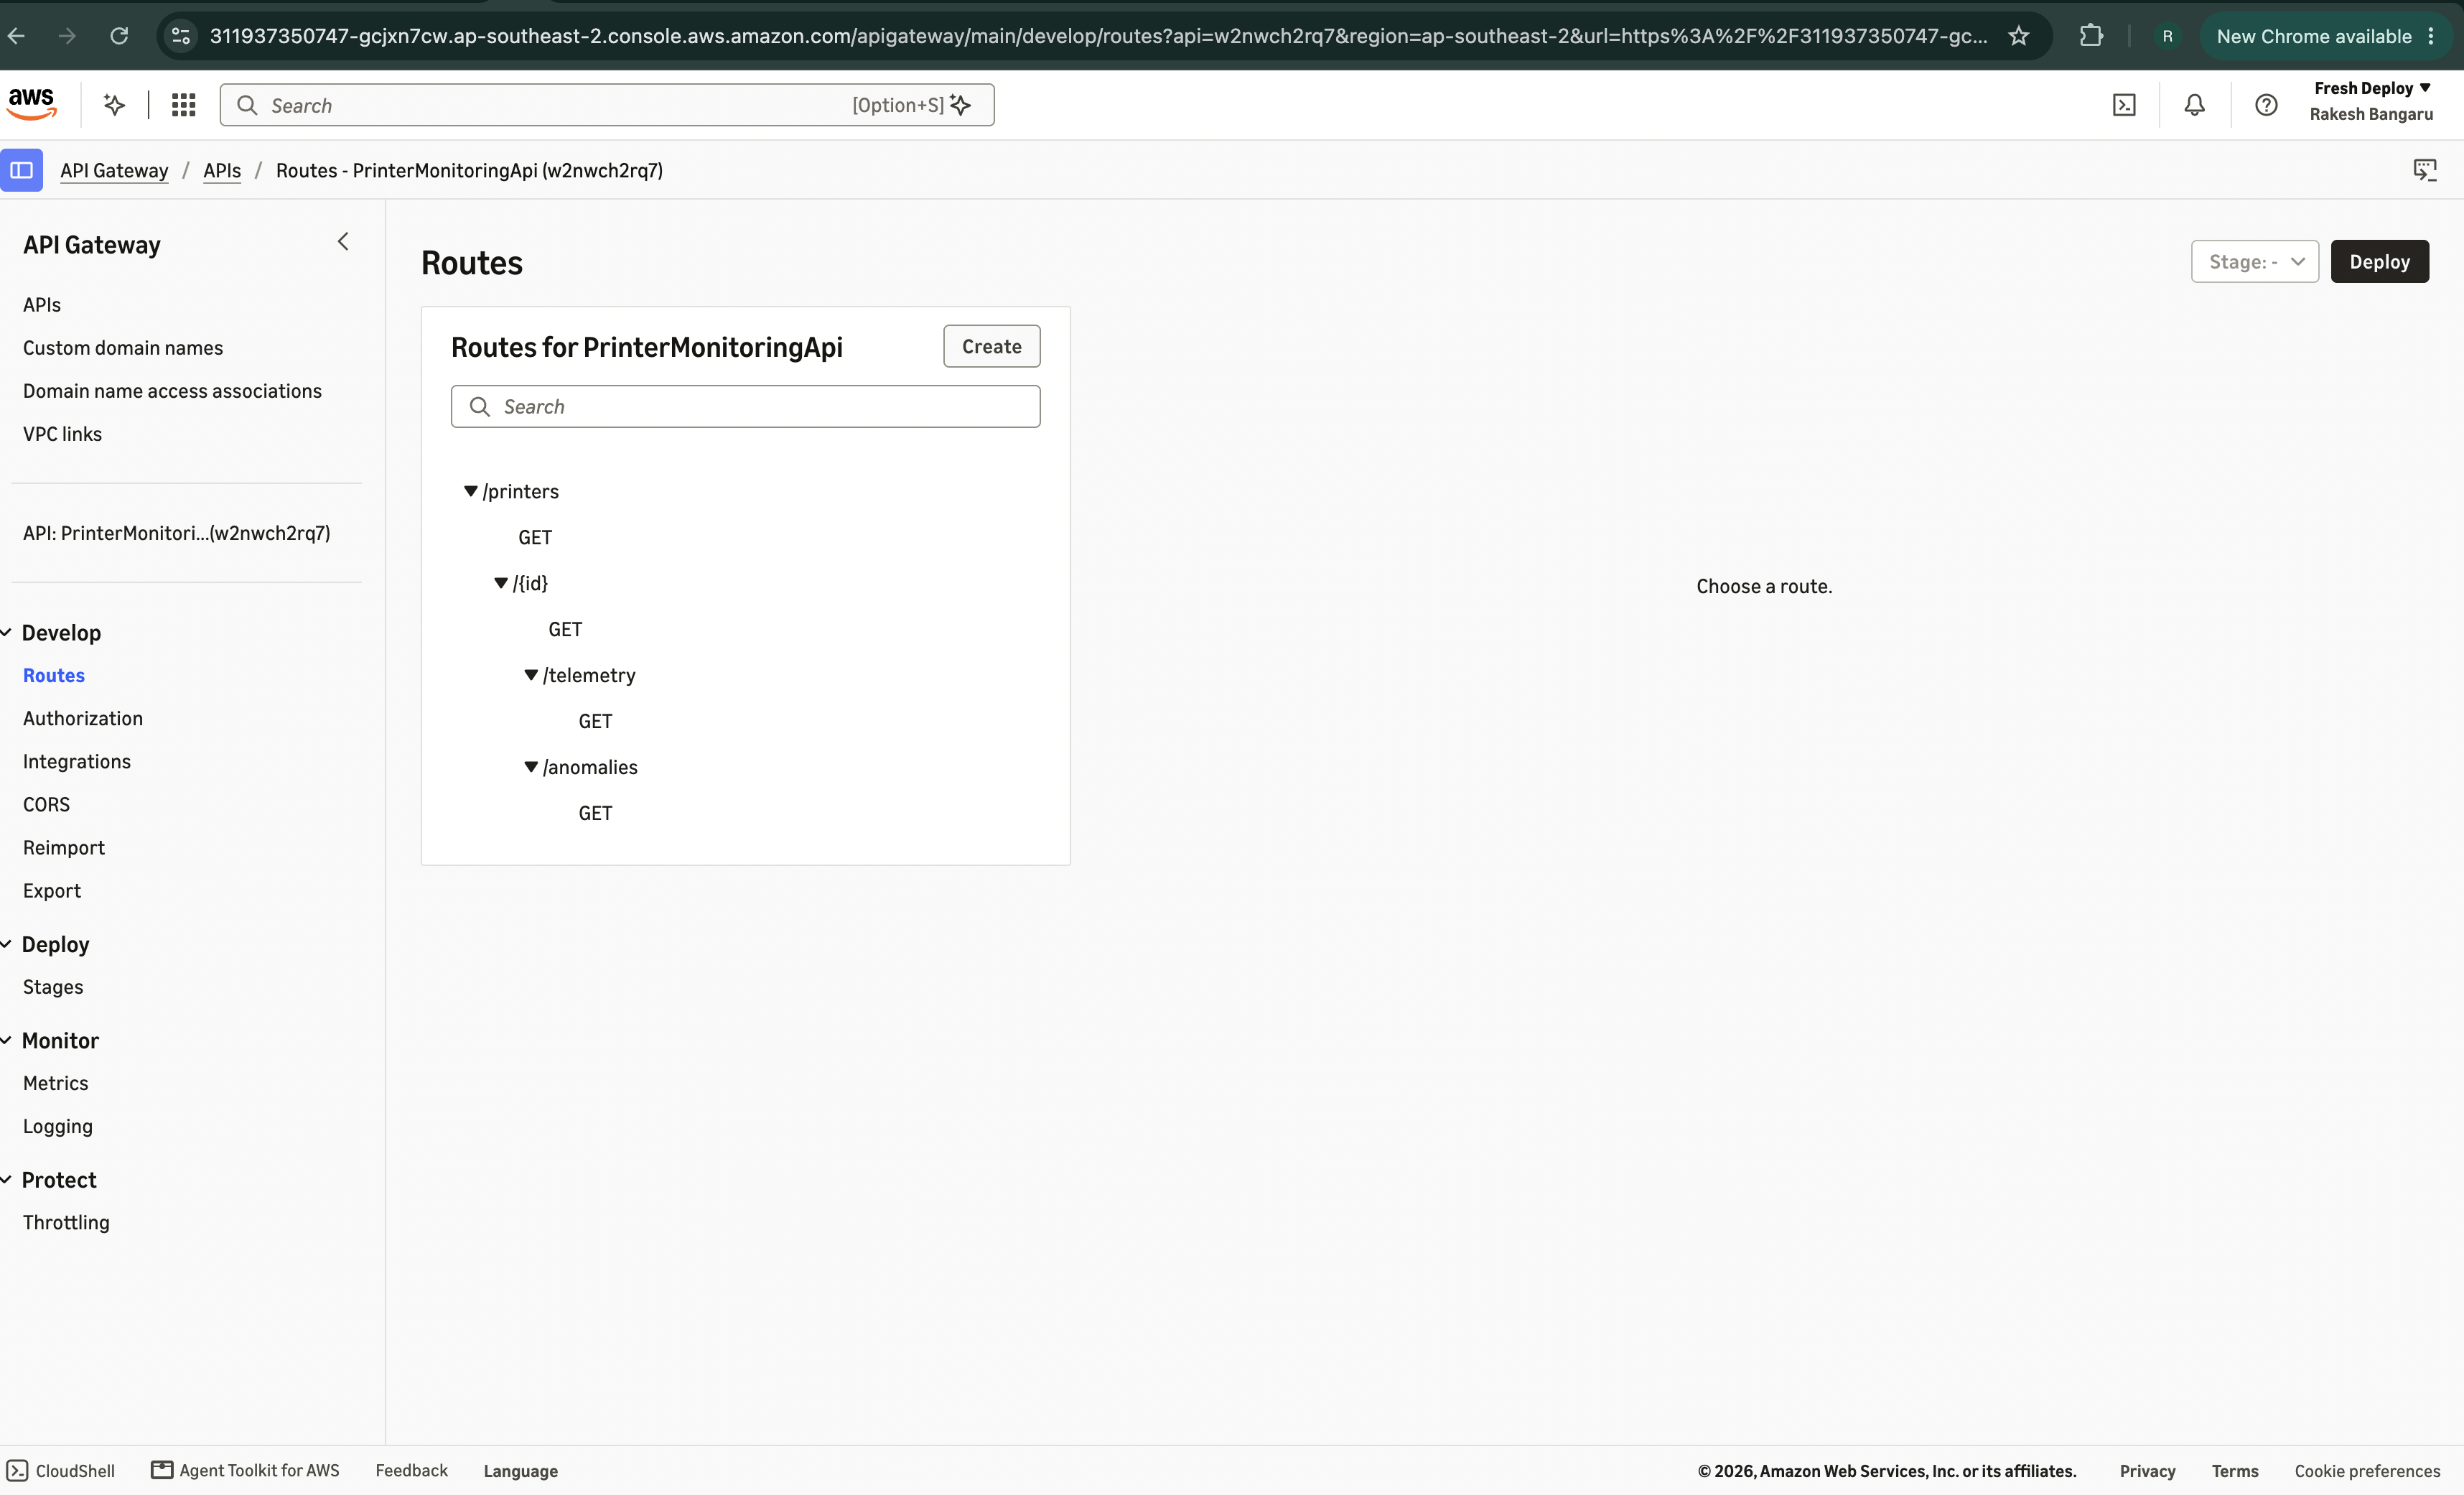 311937350747-gcjxn7cw.ap-southeast-2.console.aws.amazon.com/apigateway/main/develop/routes?api=w2nwch2rq7&region=ap-southeast-2&url=https%3A%2F%2F311937350747-gc...
R
New Chrome available
aws
Search
[Option+S]
Fresh Deploy
Rakesh Bangaru
API Gateway / APIs / Routes - PrinterMonitoringApi (w2nwch2rq7)
API Gateway
APIs
Custom domain names
Domain name access associations
VPC links
API: PrinterMonitori...(w2nwch2rq7)
Develop
Routes
Authorization
Integrations
CORS
Reimport
Export
Deploy
Stages
Monitor
Metrics
Logging
Protect
Throttling
Routes
Stage: -
Deploy
Routes for PrinterMonitoringApi
Create
Search
/printers
GET
/{id}
GET
/telemetry
GET
/anomalies
GET
Choose a route.
CloudShell
Agent Toolkit for AWS
Feedback
Language
© 2026, Amazon Web Services, Inc. or its affiliates.
Privacy
Terms
Cookie preferences